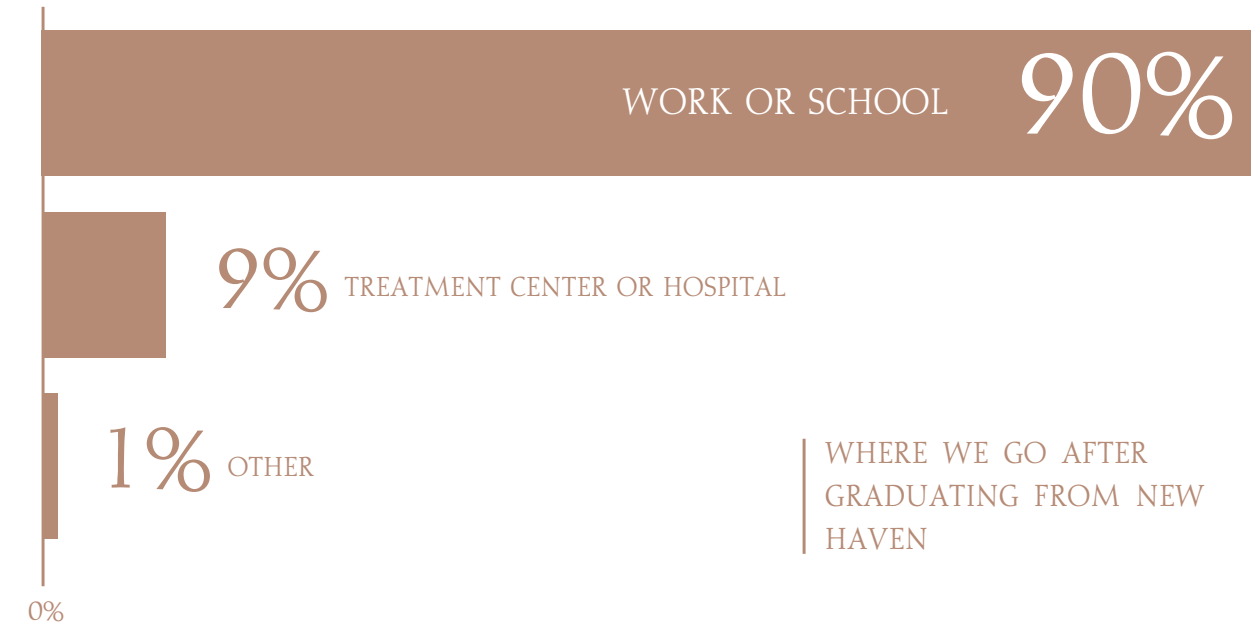 WORK OR SCHOOL 90%
9% TREATMENT CENTER OR HOSPITAL
1% OTHER
WHERE WE GO AFTER
GRADUATING FROM NEW
HAVEN
0%